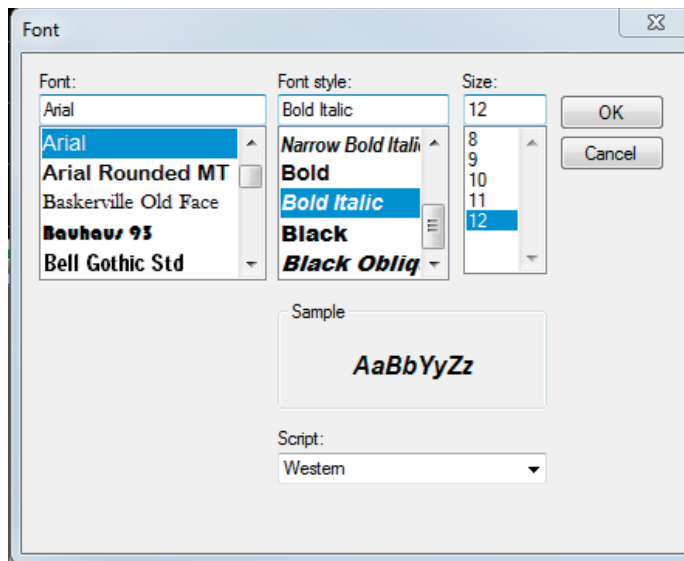 Font
Font:
Font style:
Size:
Arial
Bold Italic
12
OK
Cancel
Arial
Arial Rounded MT
Baskerville Old Face
Bauhaus 93
Bell Gothic Std
Narrow Bold Itali
Bold
Bold Italic
Black
Black Obliq
8
9
10
11
12
Sample
AaBbYyZz
Script:
Western